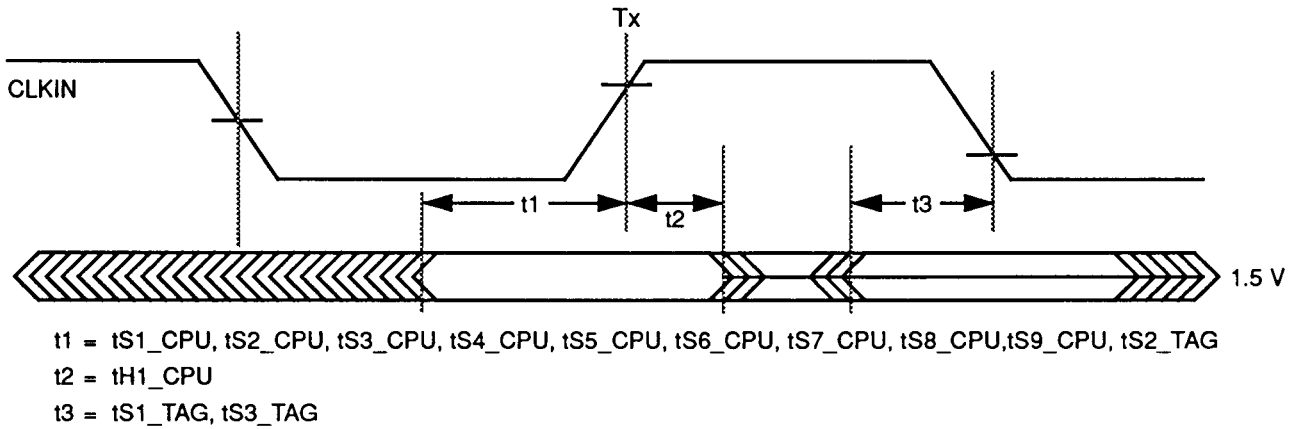 Tx
CLKIN
t1
t2
t3
1.5 V
t1 = tS1_CPU, tS2_CPU, tS3_CPU, tS4_CPU, tS5_CPU, tS6_CPU, tS7_CPU, tS8_CPU,tS9_CPU, tS2_TAG
t2 = tH1_CPU
t3 = tS1_TAG, tS3_TAG